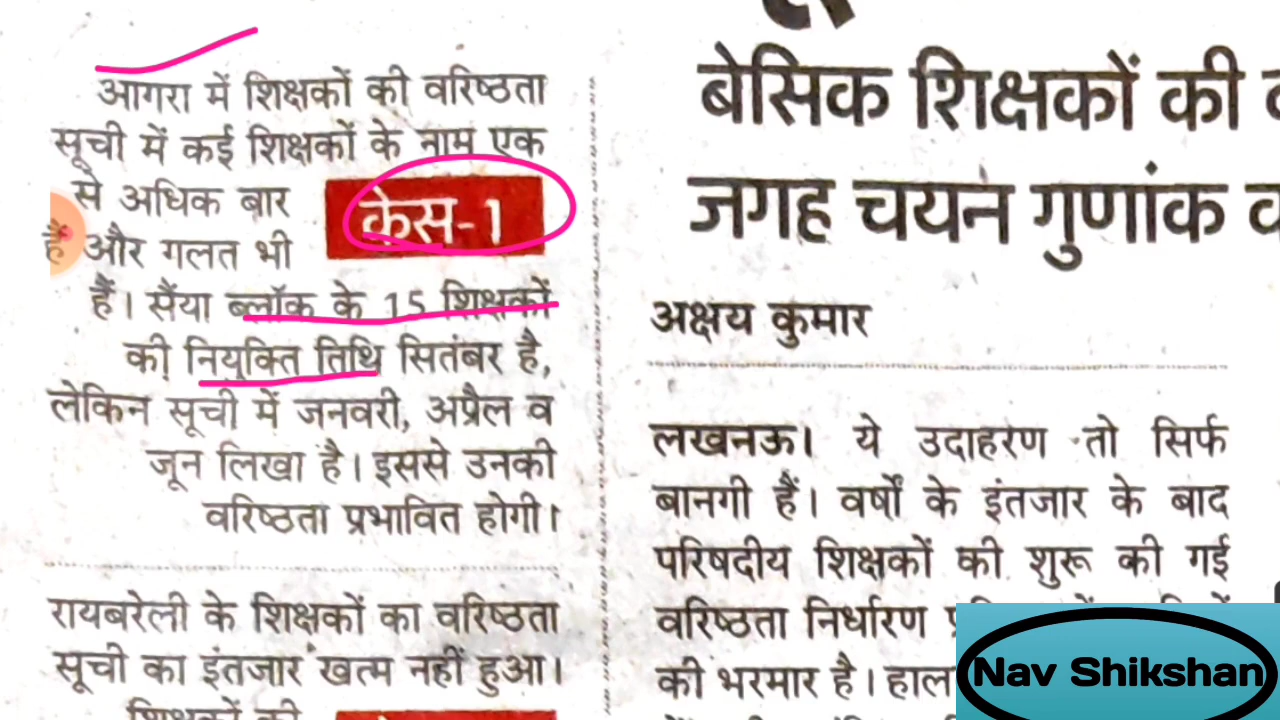 आगरा में शिक्षकों की वरिष्ठता
सूची में कई शिक्षकों के नाम एक
से अधिक बार
हैं और गलत भी
केस-1
हैं। सैंया ब्लॉक के 15 शिक्षकों
की नियुक्ति तिथि सितंबर है,
लेकिन सूची में जनवरी, अप्रैल व
जून लिखा है। इससे उनकी
वरिष्ठता प्रभावित होगी।
रायबरेली के शिक्षकों का वरिष्ठता
सूची का इंतजार खत्म नहीं हुआ।
शिक्षकों की
बेसिक शिक्षकों की
जगह चयन गुणांक
अक्षय कुमार
लखनऊ। ये उदाहरण तो सिर्फ
बानगी हैं। वर्षों के इंतजार के बाद
परिषदीय शिक्षकों की शुरू की गई
वरिष्ठता निर्धारण
की भरमार है। हाल
Nav Shikshan